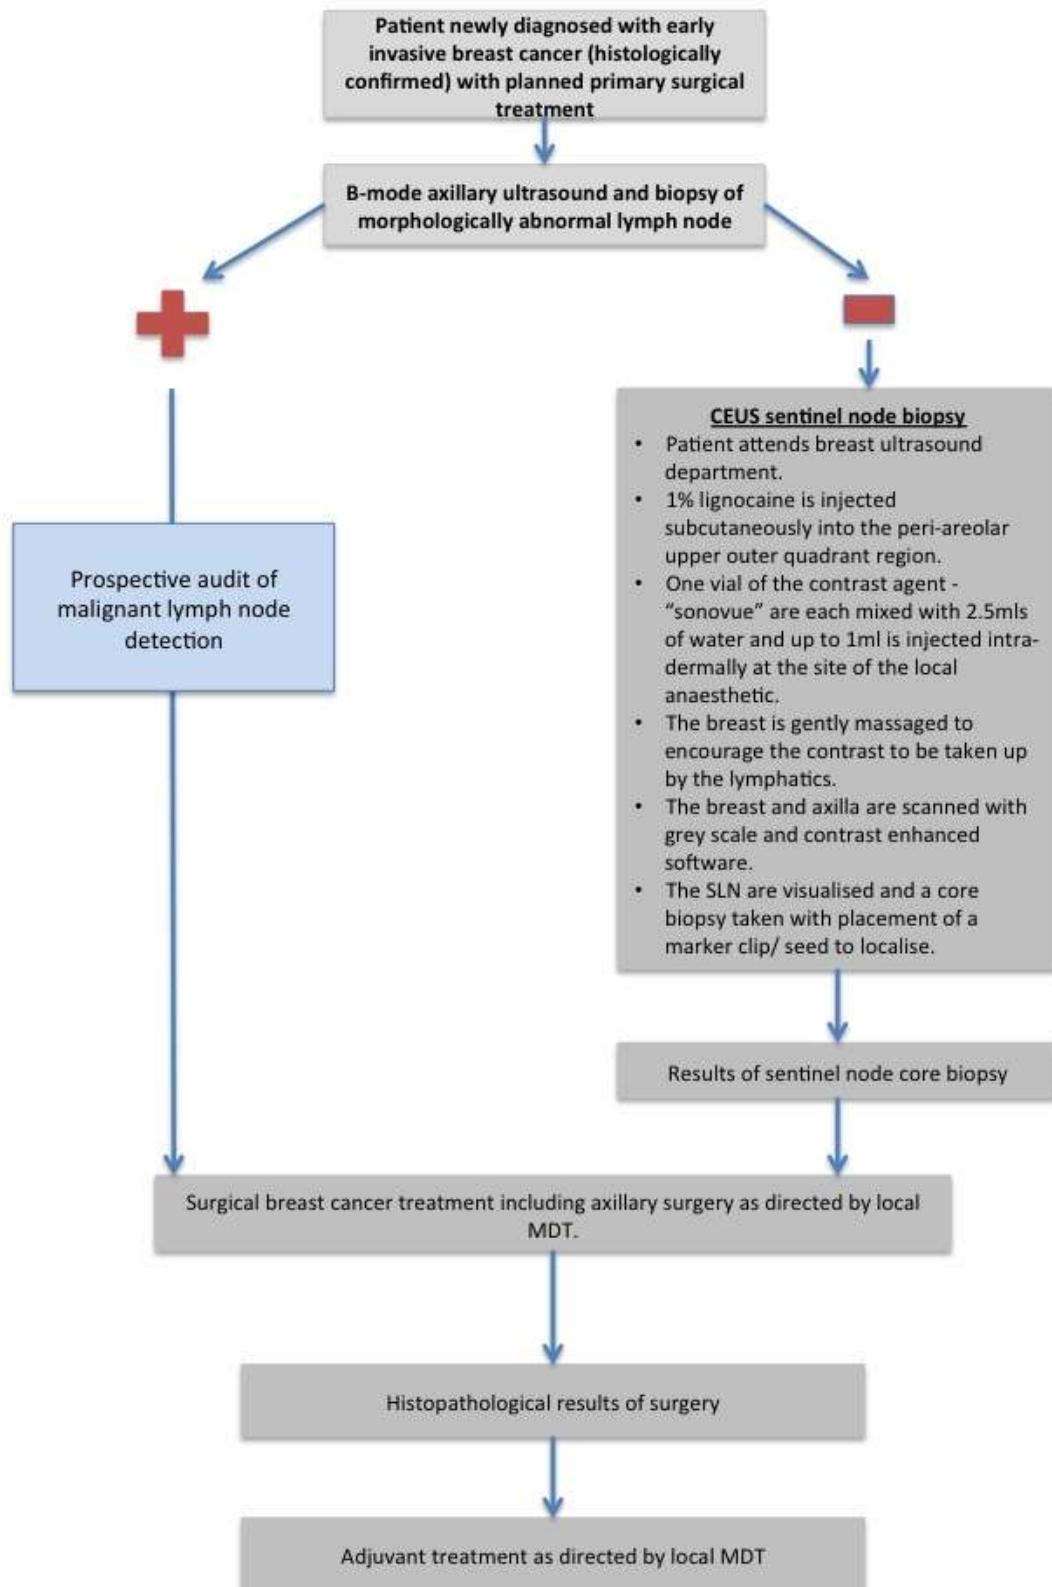 Patient newly diagnosed with early
invasive breast cancer (histologically
confirmed) with planned primary surgical
treatment
B-mode axillary ultrasound and biopsy of
morphologically abnormal lymph node
Prospective audit of
malignant lymph node
detection
CEUS sentinel node biopsy
• Patient attends breast ultrasound
department.
• 1% lignocaine is injected
subcutaneously into the peri-areolar
upper outer quadrant region.
• One vial of the contrast agent -
“sonovue” are each mixed with 2.5mls
of water and up to 1ml is injected intra-
dermally at the site of the local
anaesthetic.
• The breast is gently massaged to
encourage the contrast to be taken up
by the lymphatics.
• The breast and axilla are scanned with
grey scale and contrast enhanced
software.
• The SLN are visualised and a core
biopsy taken with placement of a
marker clip/ seed to localise.
Results of sentinel node core biopsy
Surgical breast cancer treatment including axillary surgery as directed by local
MDT.
Histopathological results of surgery
Adjuvant treatment as directed by local MDT